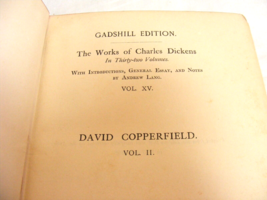 GADSHILL EDITION.
The Works of Charles Dickens
In Thirty-two Volumes.
With Introductions, General Essay, and Notes
by Andrew Lang.
VOL. XV.
DAVID COPPERFIELD.
VOL. II.